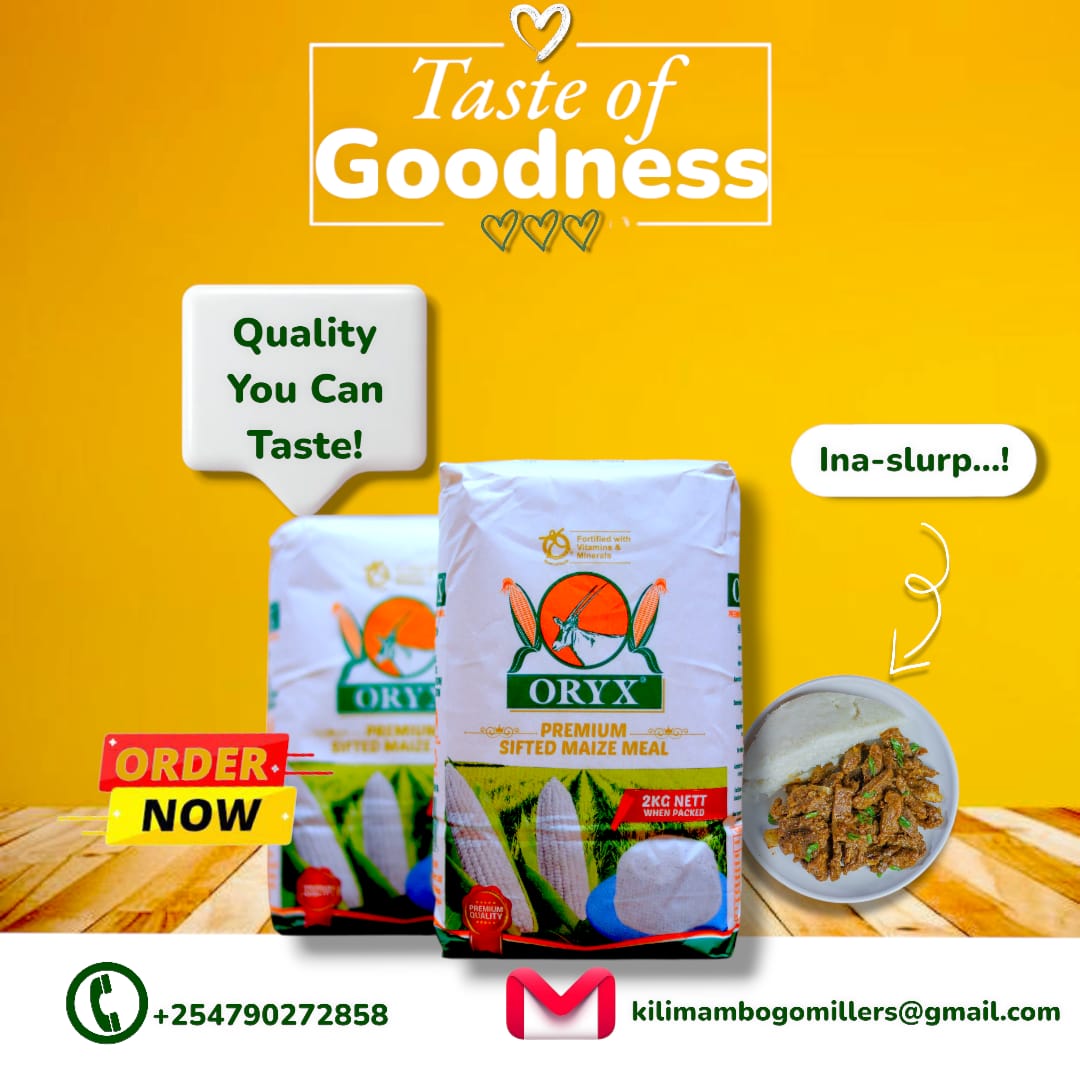 Taste of
Goodness
Quality
You Can
Taste!
Ina-slurp...!
Fortified with
Vitamins &
Minerals
ORYX
PREMIUM
SIFTED MAIZE MEAL
2KG NETT
WHEN PACKED
PREMIUM
QUALITY
ORYX
PREMIUM
SIFTED MAIZE
ORDER
NOW
+254790272858
kilimambogomillers@gmail.com